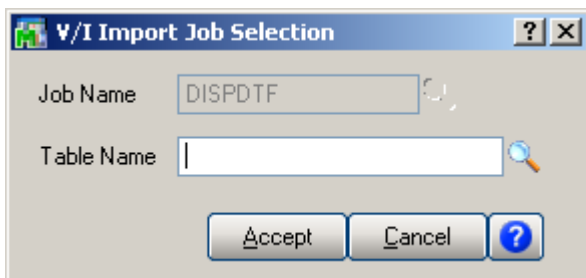 V/I Import Job Selection ? X
Job Name DISPDTF
Table Name
Accept Cancel ?